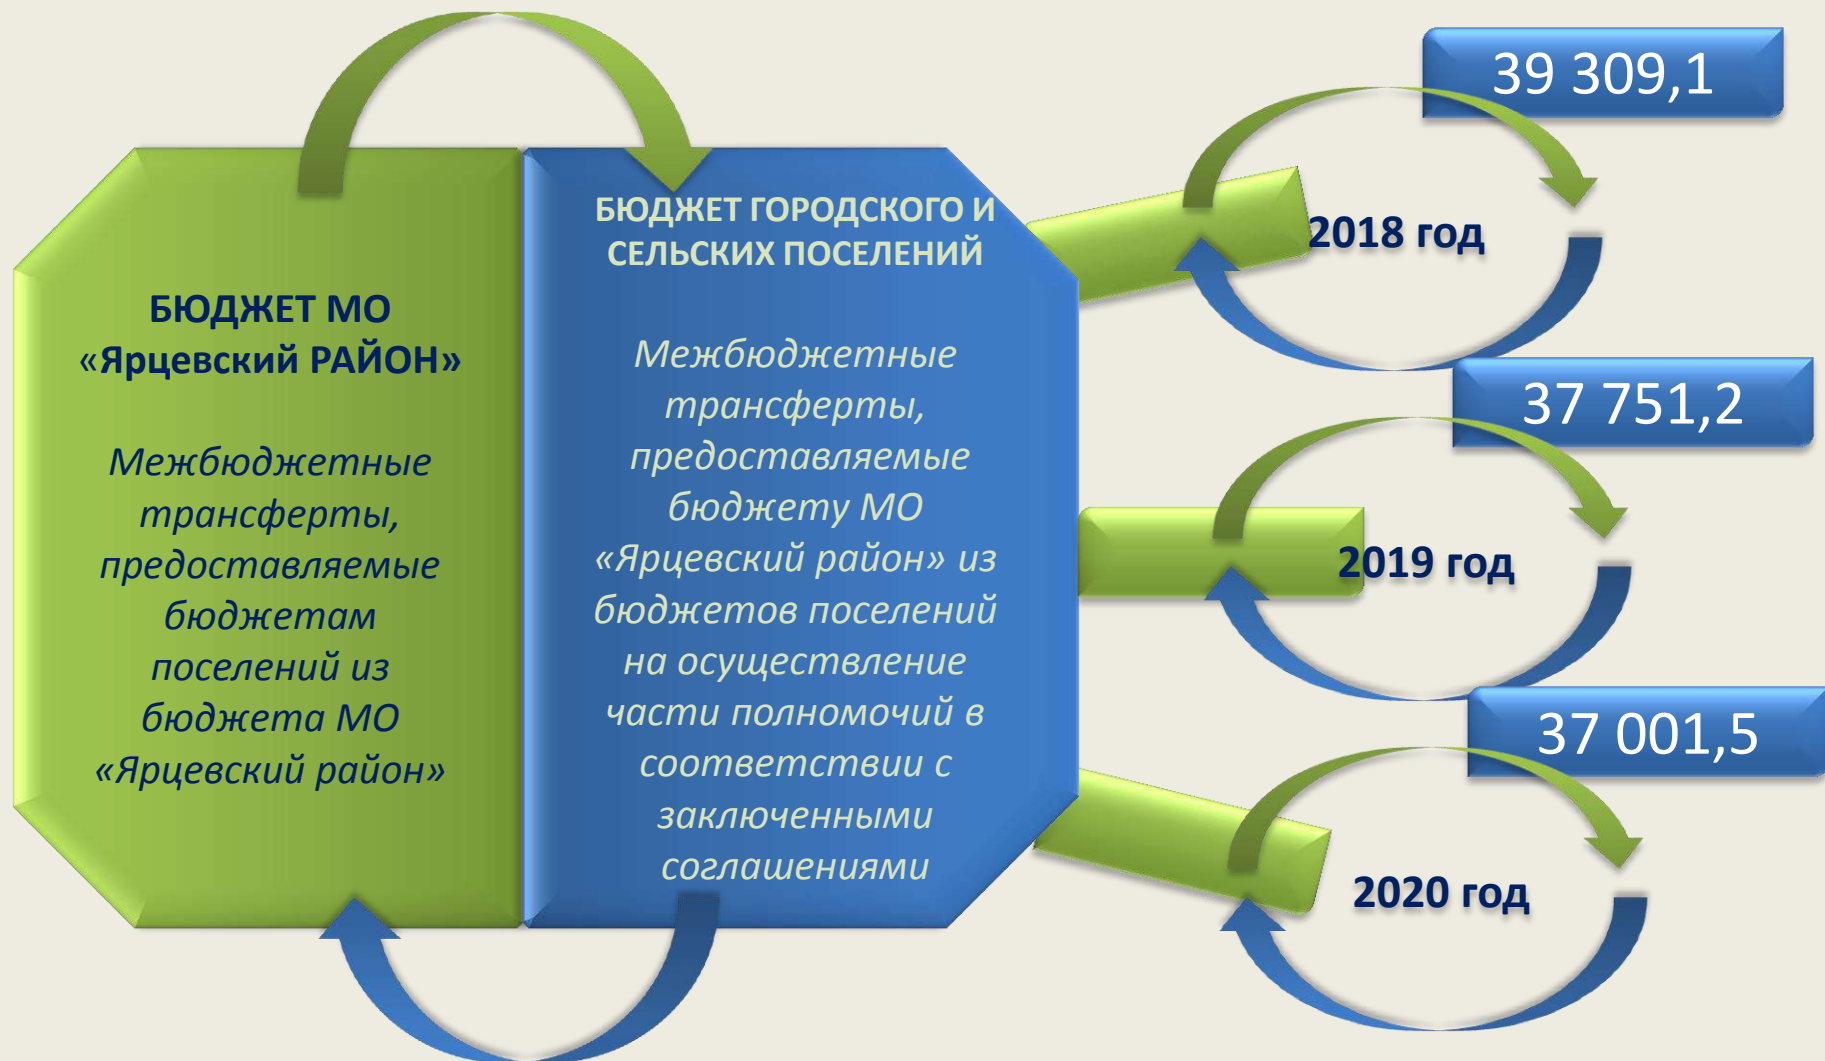 БЮДЖЕТ МО
«Ярцевский РАЙОН»
Межбюджетные
трансферты,
предоставляемые
бюджетам
поселений из
бюджета МО
«Ярцевский район»
БЮДЖЕТ ГОРОДСКОГО И
СЕЛЬСКИХ ПОСЕЛЕНИЙ
Межбюджетные
трансферты,
предоставляемые
бюджету МО
«Ярцевский район» из
бюджетов поселений
на осуществление
части полномочий в
соответствии с
заключенными
соглашениями
39 309,1
2018 год
37 751,2
2019 год
37 001,5
2020 год